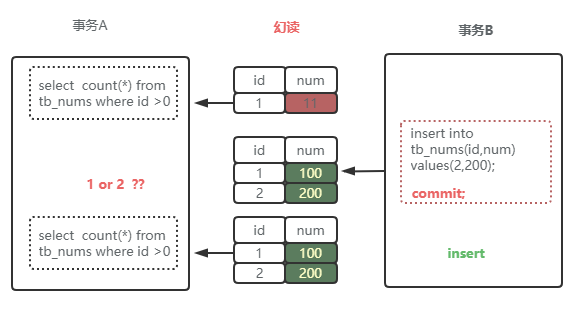 事务A
幻读
事务B
select count(*) from
tb_nums where id >0
id num
1 11
insert into
tb_nums(id,num)
values(2,200);
commit;
id num
1 100
2 200
1 or 2 ??
select count(*) from
tb_nums where id >0
id num
1 100
2 200
insert